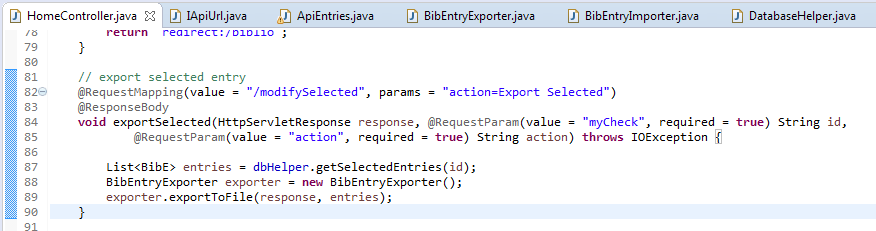 HomeController.java IApiUrl.java ApiEntries.java BibEntryExporter.java BibEntryImporter.java DatabaseHelper.java
78 return "redirect:/biblio";
79 }
80
81 // export selected entry
82 @RequestMapping(value = "/modifySelected", params = "action=Export Selected")
83 @ResponseBody
84 void exportSelected(HttpServletResponse response, @RequestParam(value = "myCheck", required = true) String id,
85 @RequestParam(value = "action", required = true) String action) throws IOException {
86
87 List<BibE> entries = dbHelper.getSelectedEntries(id);
88 BibEntryExporter exporter = new BibEntryExporter();
89 exporter.exportToFile(response, entries);
90 }
91